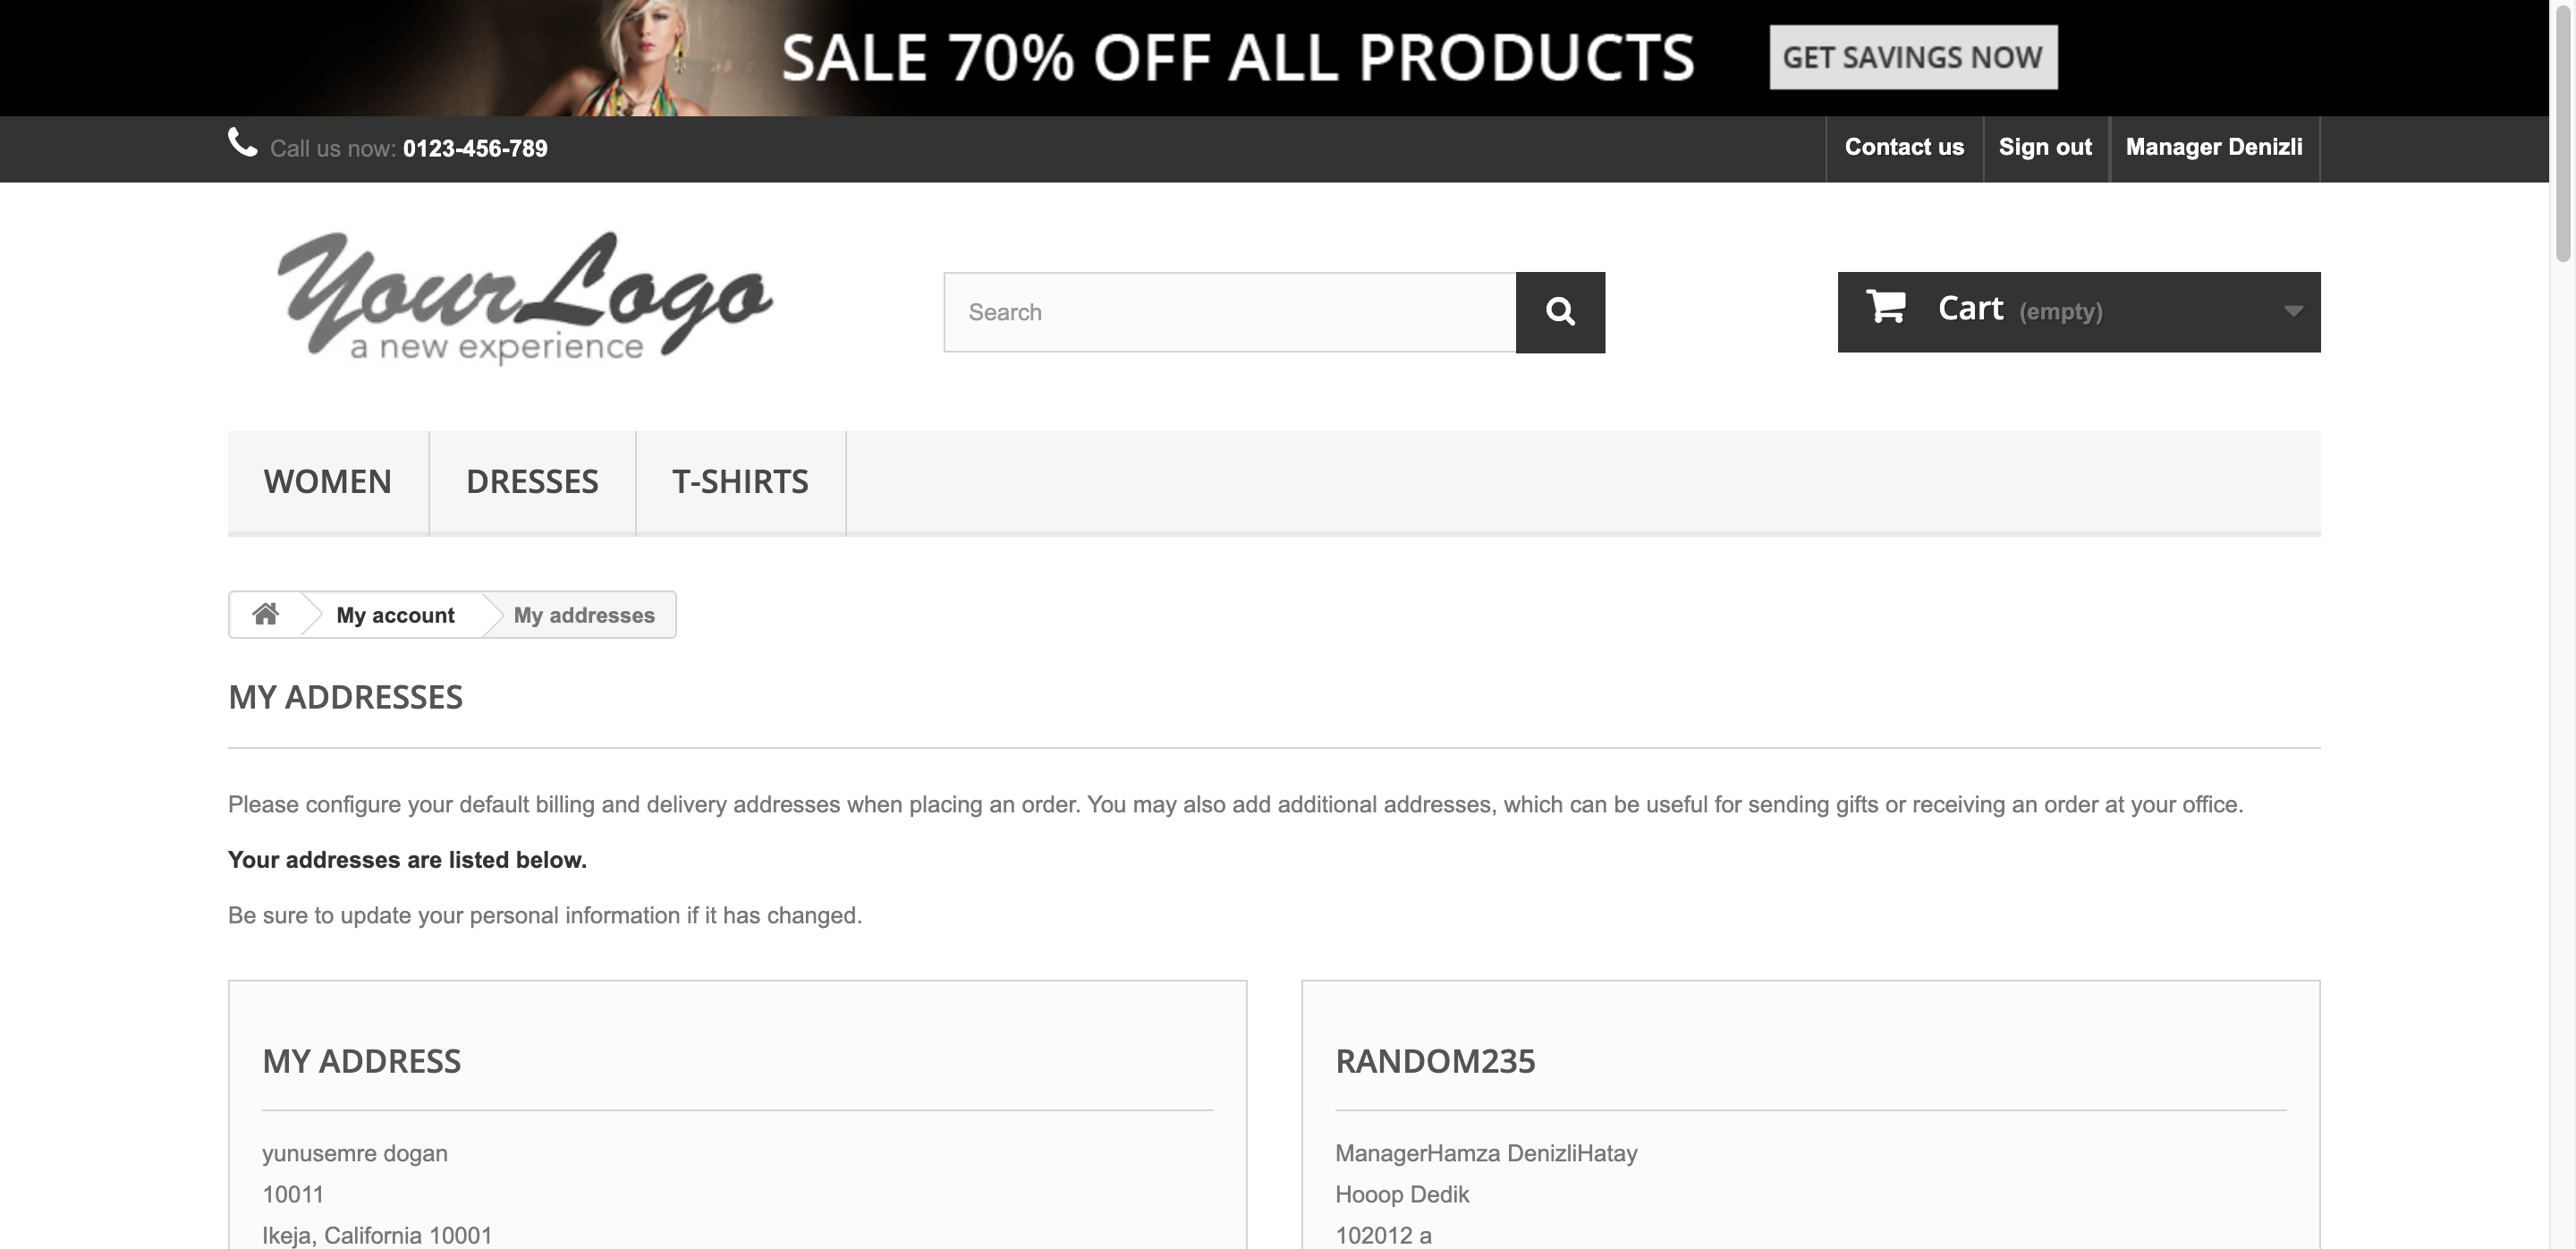 SALE 70% OFF ALL PRODUCTS GET SAVINGS NOW
Call us now: 0123-456-789 Contact us Sign out Manager Denizli
Your Logo
a new experience
Search
Cart (empty)
WOMEN DRESSES T-SHIRTS
My account My addresses
MY ADDRESSES
Please configure your default billing and delivery addresses when placing an order. You may also add additional addresses, which can be useful for sending gifts or receiving an order at your office.
Your addresses are listed below.
Be sure to update your personal information if it has changed.
MY ADDRESS
yunusemre dogan
10011
Ikeja, California 10001
RANDOM235
ManagerHamza DenizliHatay
Hooop Dedik
102012 a